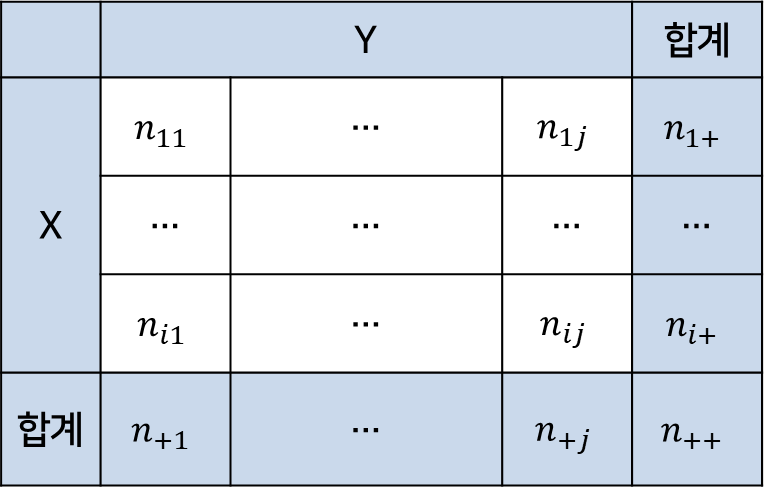 Y 합계
n₁₁ ⋯ n₁ⱼ n₁₊
X ⋯ ⋯ ⋯ ⋯
nᵢ₁ ⋯ nᵢⱼ nᵢ₊
합계 n₊₁ ⋯ n₊ⱼ n₊₊